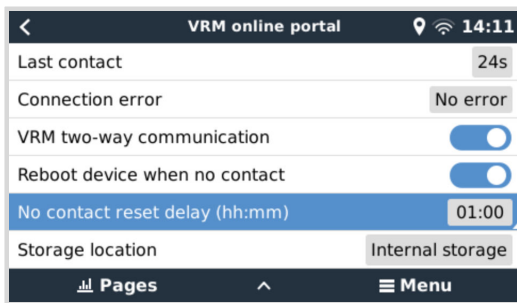 VRM online portal 14:11
Last contact 24s
Connection error No error
VRM two-way communication
Reboot device when no contact
No contact reset delay (hh:mm) 01:00
Storage location Internal storage
Pages Menu